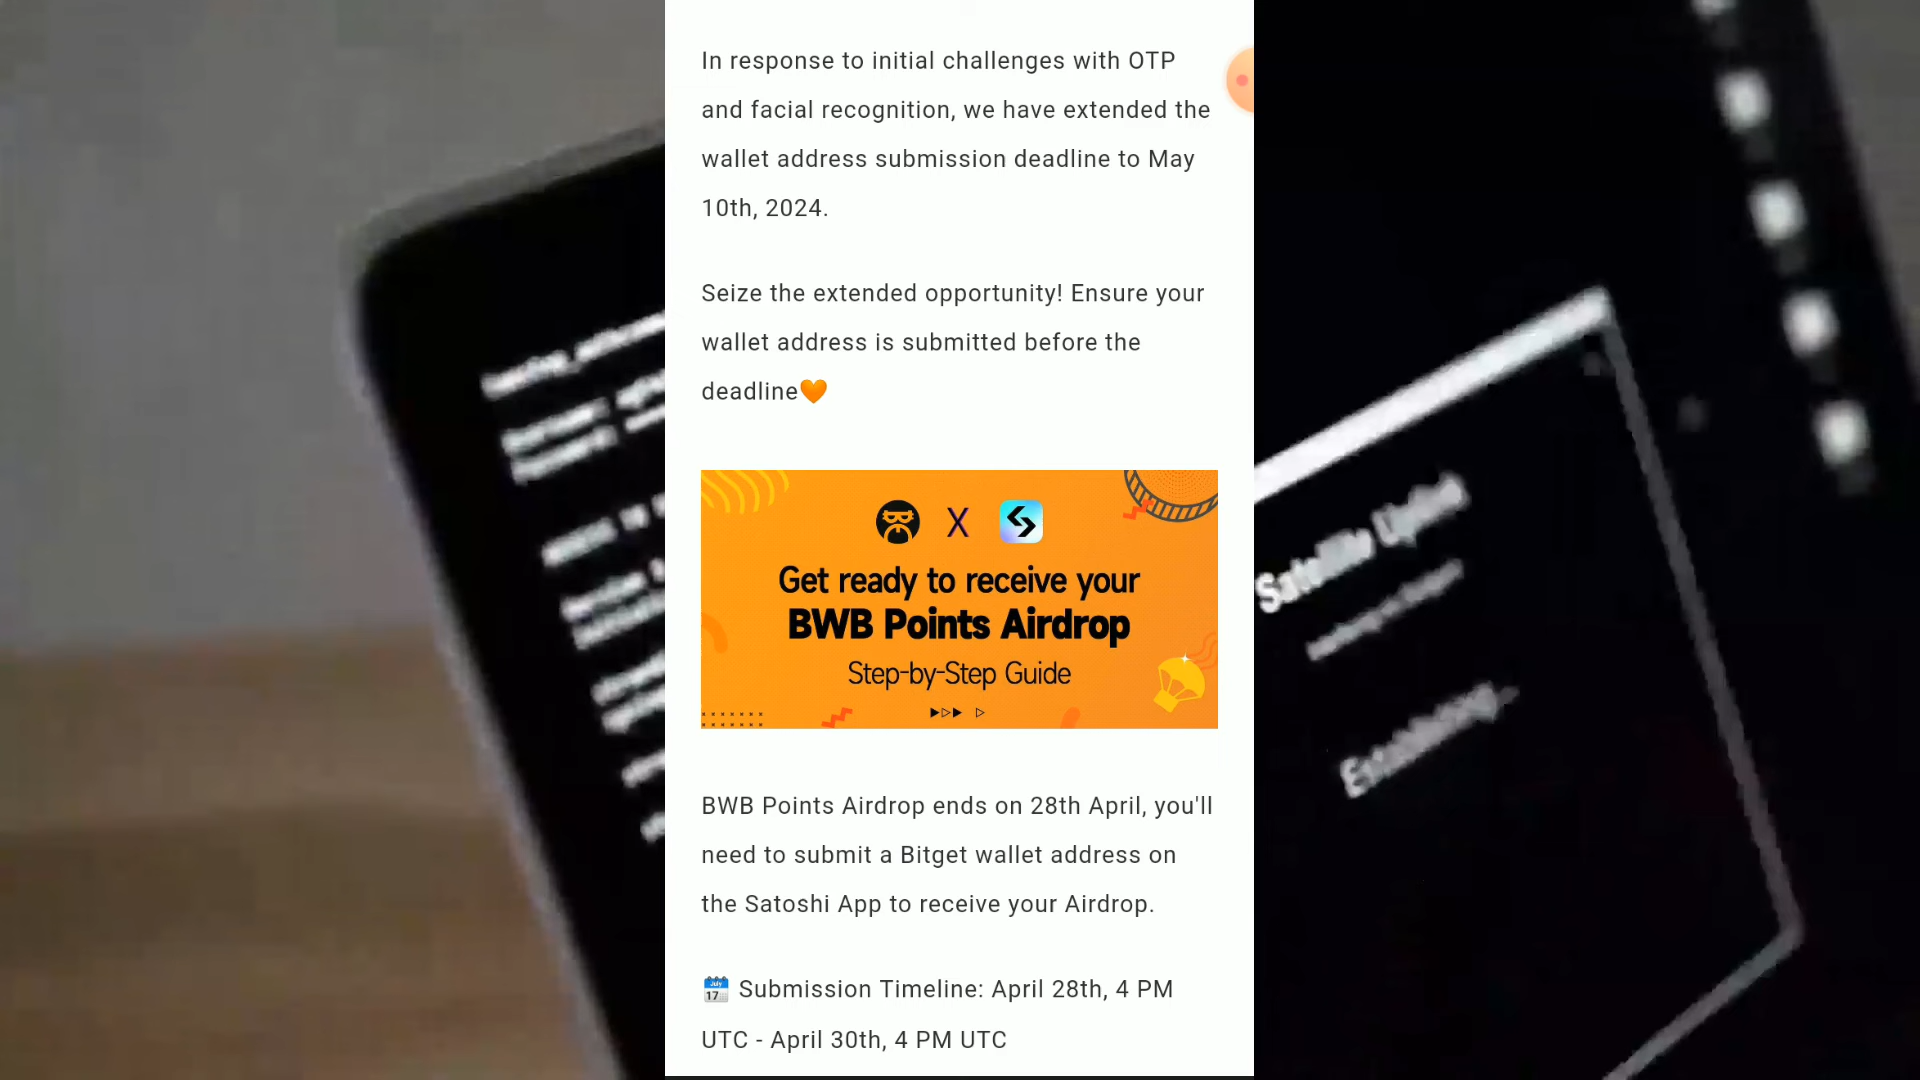 In response to initial challenges with OTP
and facial recognition, we have extended the
wallet address submission deadline to May
10th, 2024.
Seize the extended opportunity! Ensure your
wallet address is submitted before the
deadline🧡
X
Get ready to receive your
BWB Points Airdrop
Step-by-Step Guide
BWB Points Airdrop ends on 28th April, you'll
need to submit a Bitget wallet address on
the Satoshi App to receive your Airdrop.
📅 Submission Timeline: April 28th, 4 PM
UTC - April 30th, 4 PM UTC
Satellite Uplink